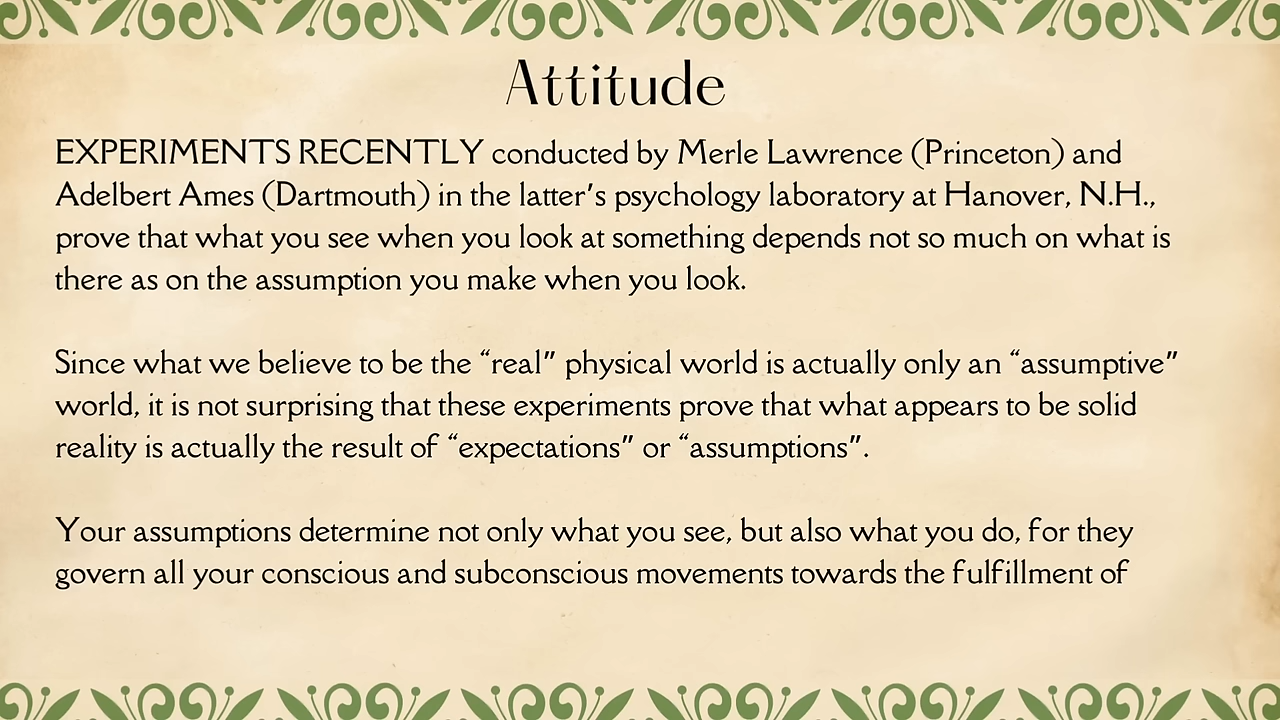 Attitude
EXPERIMENTS RECENTLY conducted by Merle Lawrence (Princeton) and
Adelbert Ames (Dartmouth) in the latter's psychology laboratory at Hanover, N.H.,
prove that what you see when you look at something depends not so much on what is
there as on the assumption you make when you look.
Since what we believe to be the “real” physical world is actually only an “assumptive”
world, it is not surprising that these experiments prove that what appears to be solid
reality is actually the result of “expectations” or “assumptions”.
Your assumptions determine not only what you see, but also what you do, for they
govern all your conscious and subconscious movements towards the fulfillment of